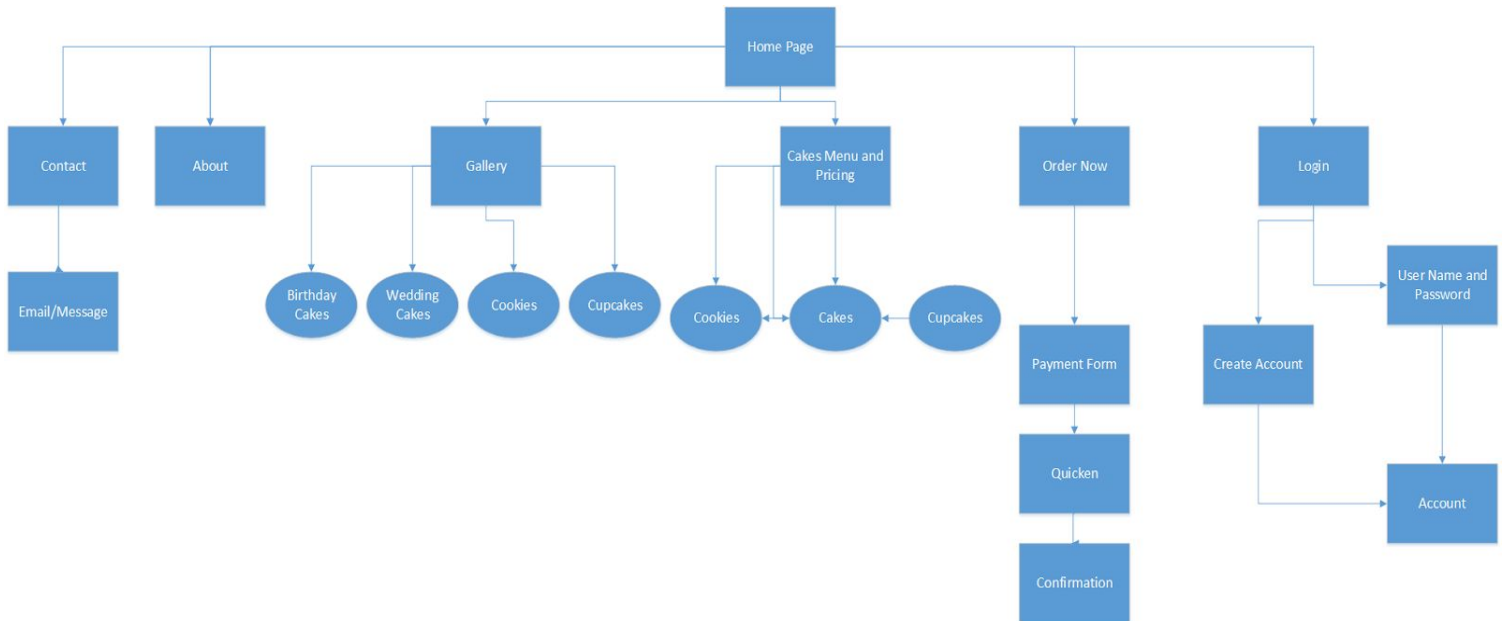 Home Page
Contact
About
Gallery
Cakes Menu and
Pricing
Order Now
Login
Email/Message
Birthday
Cakes
Wedding
Cakes
Cookies
Cupcakes
Cookies
Cakes
Cupcakes
User Name and
Password
Payment Form
Create Account
Quicken
Account
Confirmation